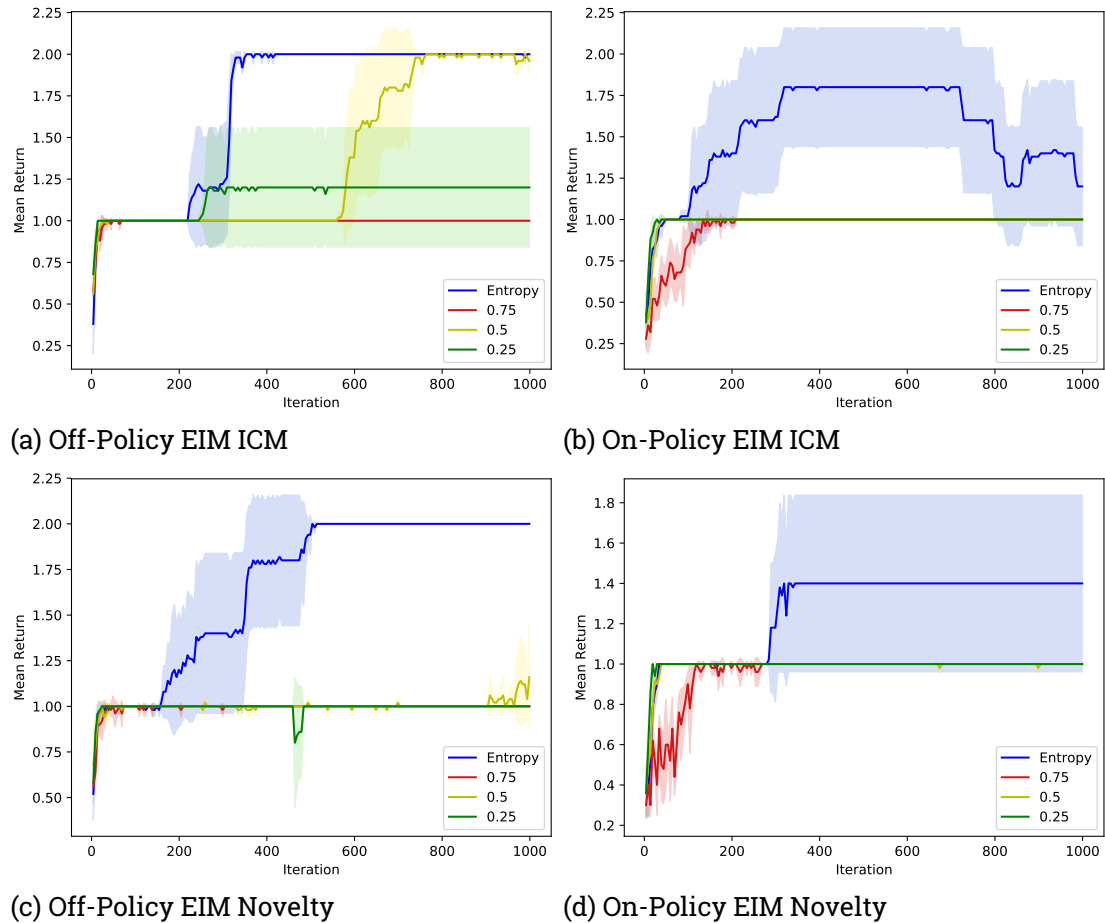 2.25
2.00
1.75
1.50
1.25
1.00
0.75
0.50
0.25
Mean Return
0 200 400 600 800 1000
Iteration
Entropy
0.75
0.5
0.25
(a) Off-Policy EIM ICM
2.25
2.00
1.75
1.50
1.25
1.00
0.75
0.50
0.25
Mean Return
0 200 400 600 800 1000
Iteration
Entropy
0.75
0.5
0.25
(b) On-Policy EIM ICM
2.25
2.00
1.75
1.50
1.25
1.00
0.75
0.50
Mean Return
0 200 400 600 800 1000
Iteration
Entropy
0.75
0.5
0.25
(c) Off-Policy EIM Novelty
1.8
1.6
1.4
1.2
1.0
0.8
0.6
0.4
0.2
Mean Return
0 200 400 600 800 1000
Iteration
Entropy
0.75
0.5
0.25
(d) On-Policy EIM Novelty